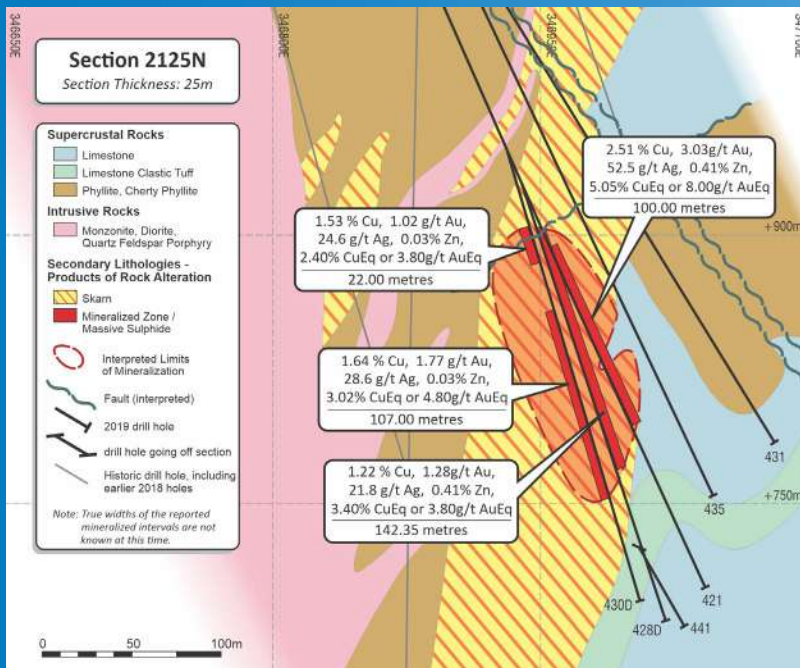 346650E
346800E
346950E
347100E
Section 2125N
Section Thickness: 25m
Supercrustal Rocks
Limestone
Limestone Clastic Tuff
Phyllite, Cherty Phyllite
Intrusive Rocks
Monzonite, Diorite,
Quartz Feldspar Porphyry
Secondary Lithologies -
Products of Rock Alteration
Skarn
Mineralized Zone /
Massive Sulphide
Interpreted Limits
of Mineralization
Fault (interpreted)
2019 drill hole
drill hole going off section
Historic drill hole, including
earlier 2018 holes
Note: True widths of the reported
mineralized intervals are not
known at this time.
0 50 100m
2.51 % Cu, 3.03g/t Au,
52.5 g/t Ag, 0.41% Zn,
5.05% CuEq or 8.00g/t AuEq
100.00 metres
1.53 % Cu, 1.02 g/t Au,
24.6 g/t Ag, 0.03% Zn,
2.40% CuEq or 3.80g/t AuEq
22.00 metres
+900m
1.64 % Cu, 1.77 g/t Au,
28.6 g/t Ag, 0.03% Zn,
3.02% CuEq or 4.80g/t AuEq
107.00 metres
1.22 % Cu, 1.28g/t Au,
21.8 g/t Ag, 0.41% Zn,
3.40% CuEq or 3.80g/t AuEq
142.35 metres
431
+750m
435
421
430D
428D
441